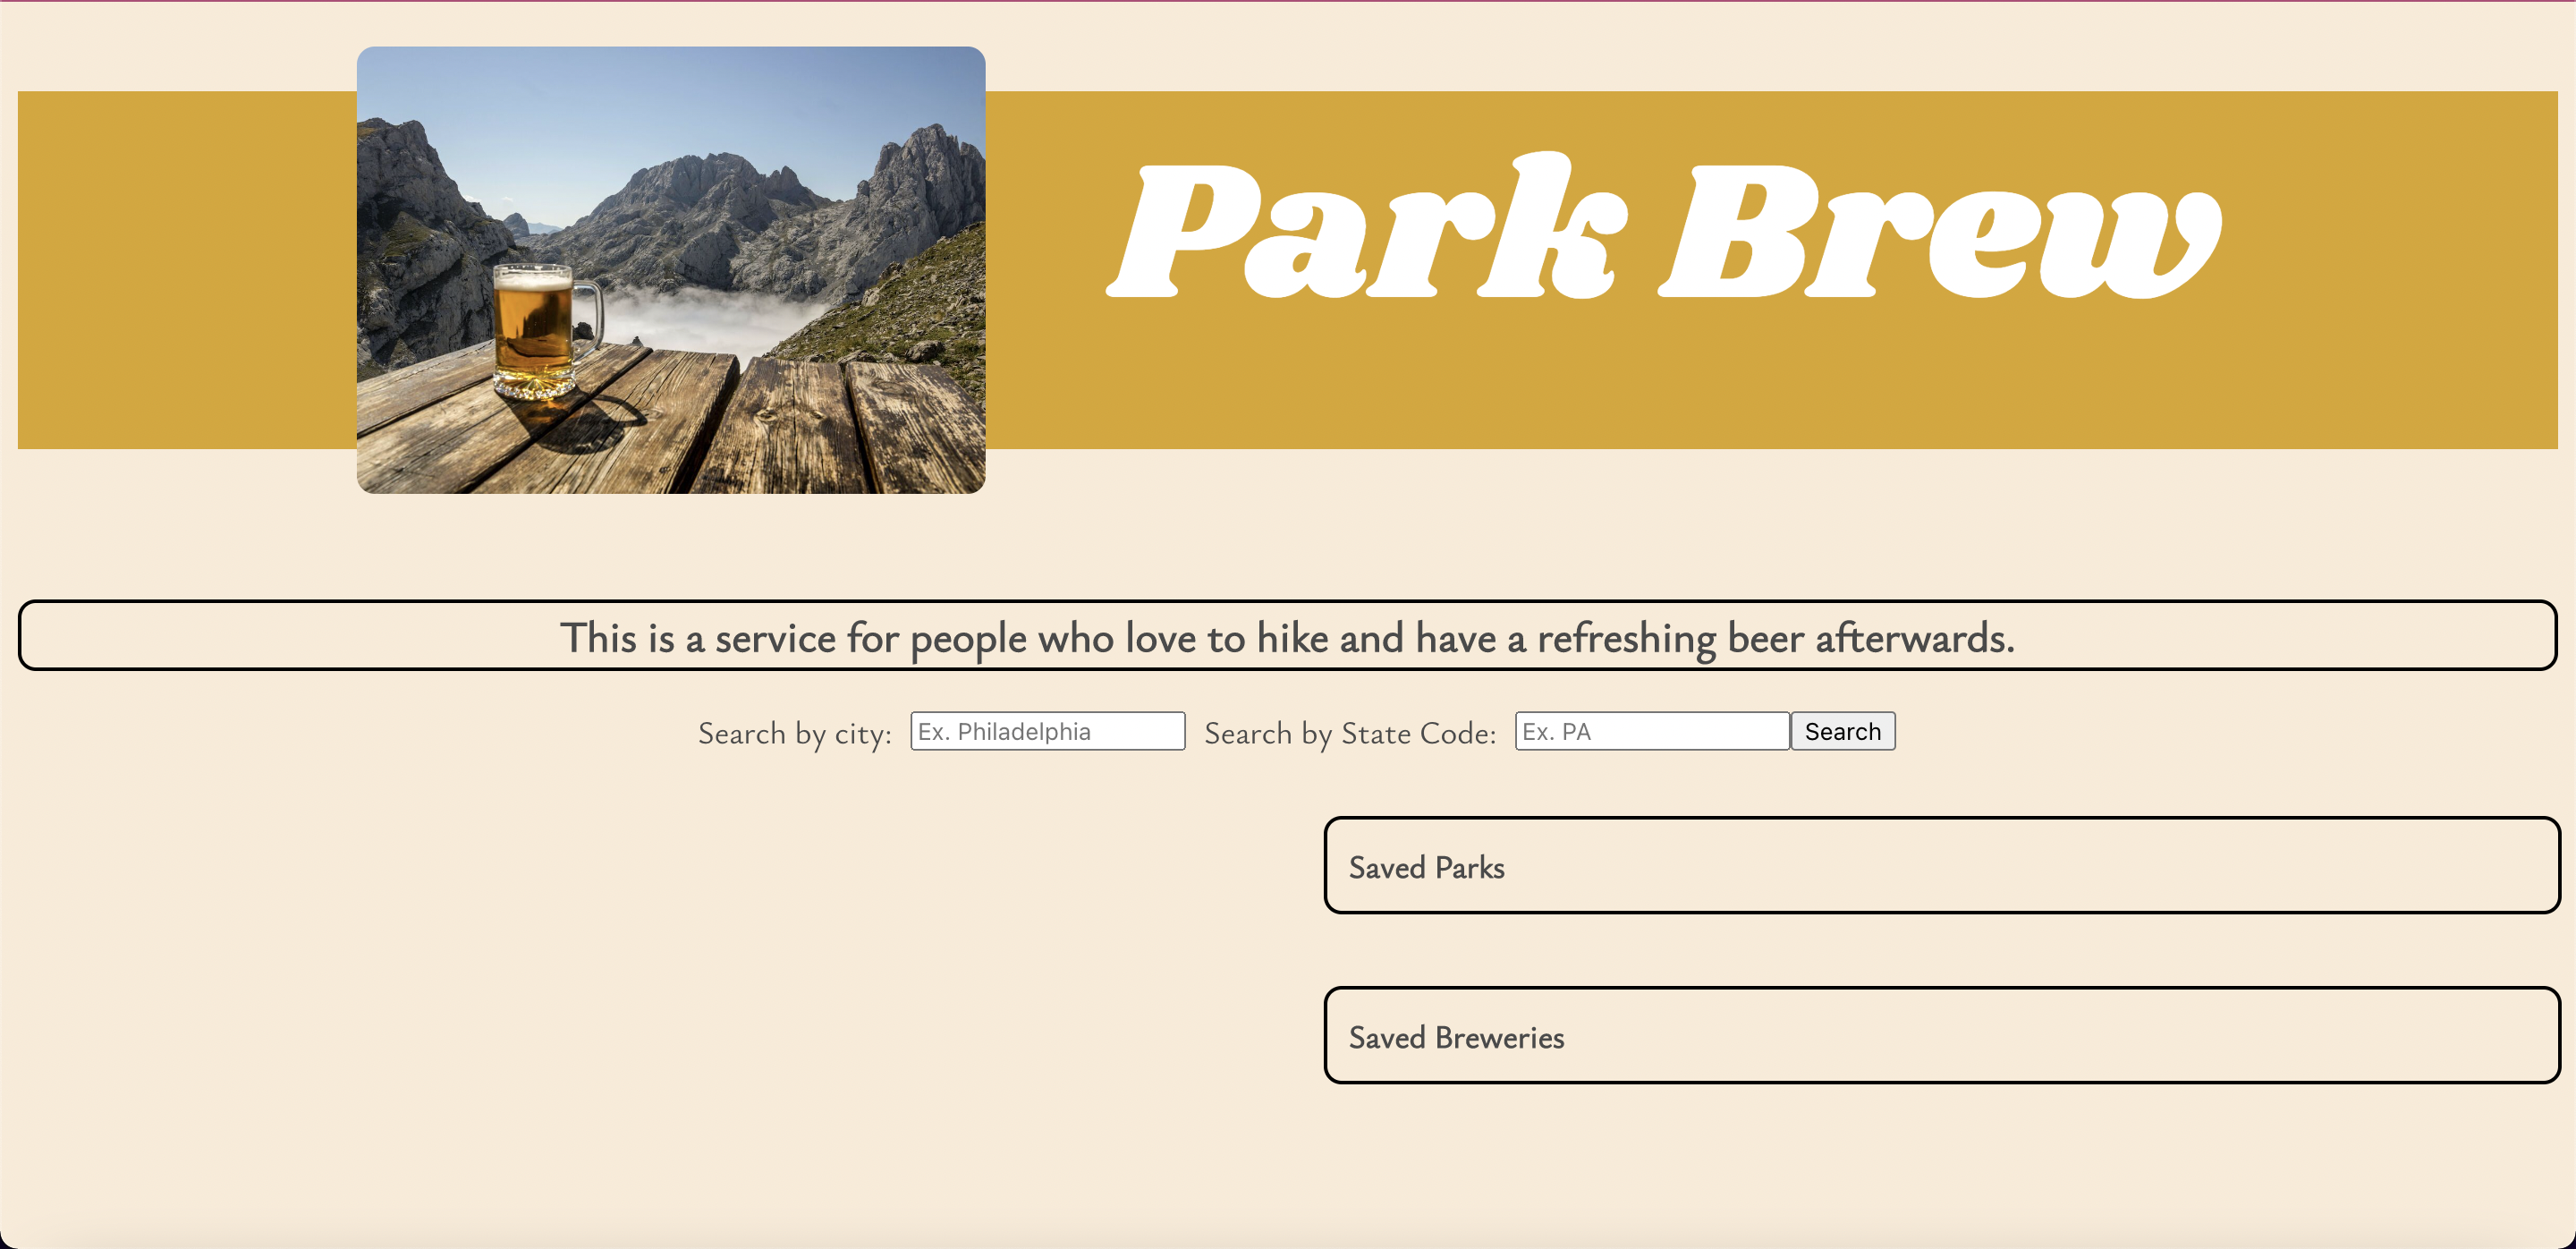 Park Brew
This is a service for people who love to hike and have a refreshing beer afterwards.
Search by city: Ex. Philadelphia Search by State Code: Ex. PA Search
Saved Parks
Saved Breweries